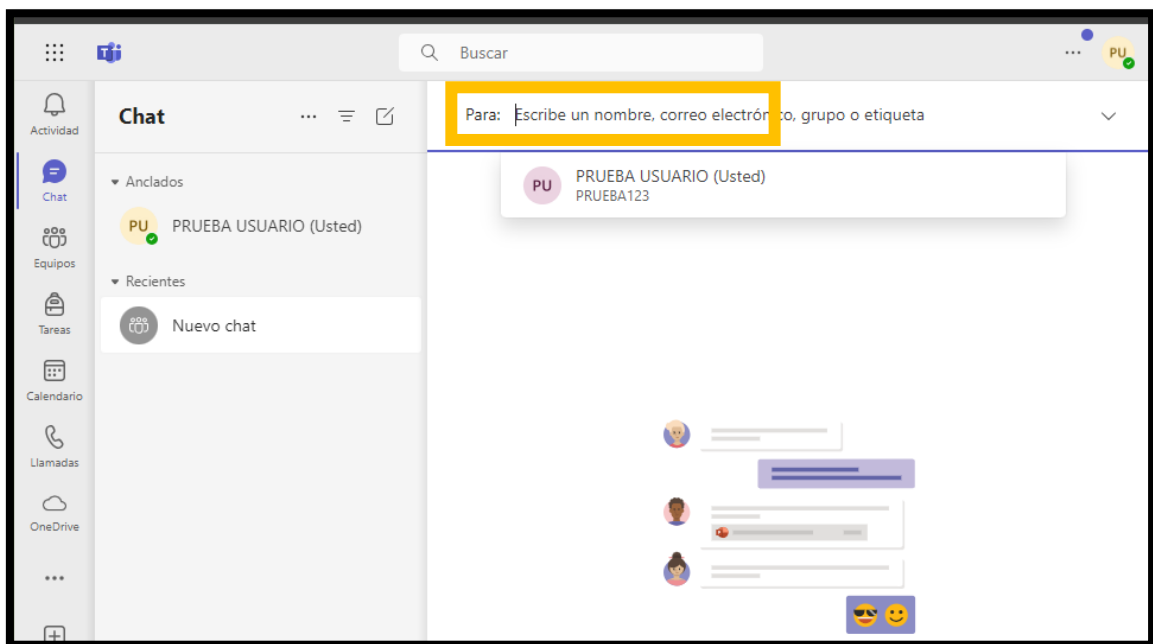 Buscar
PU
Actividad
Chat
Equipos
Tareas
Calendario
Llamadas
OneDrive
Chat
Anclados
PU PRUEBA USUARIO (Usted)
Recientes
Nuevo chat
Para: Escribe un nombre, correo electrónico, grupo o etiqueta
PU PRUEBA USUARIO (Usted)
PRUEBA123